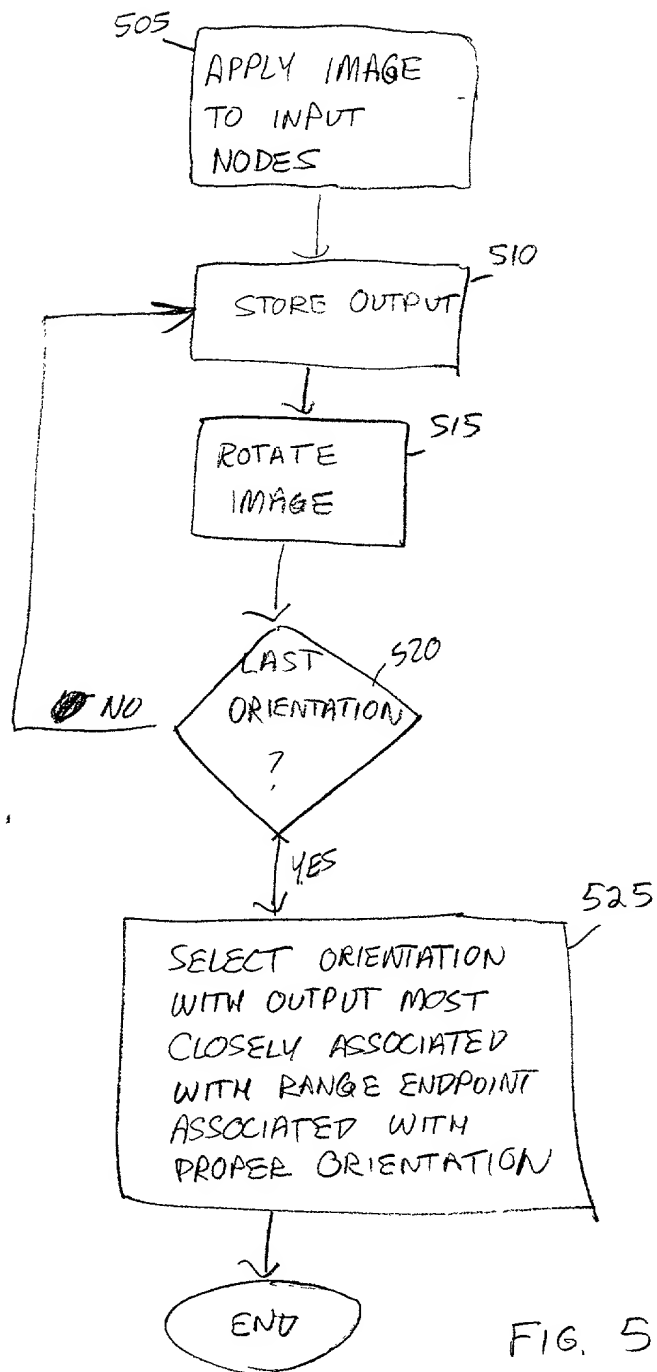 505
APPLY IMAGE
TO INPUT
NODES
510
STORE OUTPUT
515
ROTATE
IMAGE
520
LAST
ORIENTATION
?
NO
YES
525
SELECT ORIENTATION
WITH OUTPUT MOST
CLOSELY ASSOCIATED
WITH RANGE ENDPOINT
ASSOCIATED WITH
PROPER ORIENTATION
END
FIG. 5